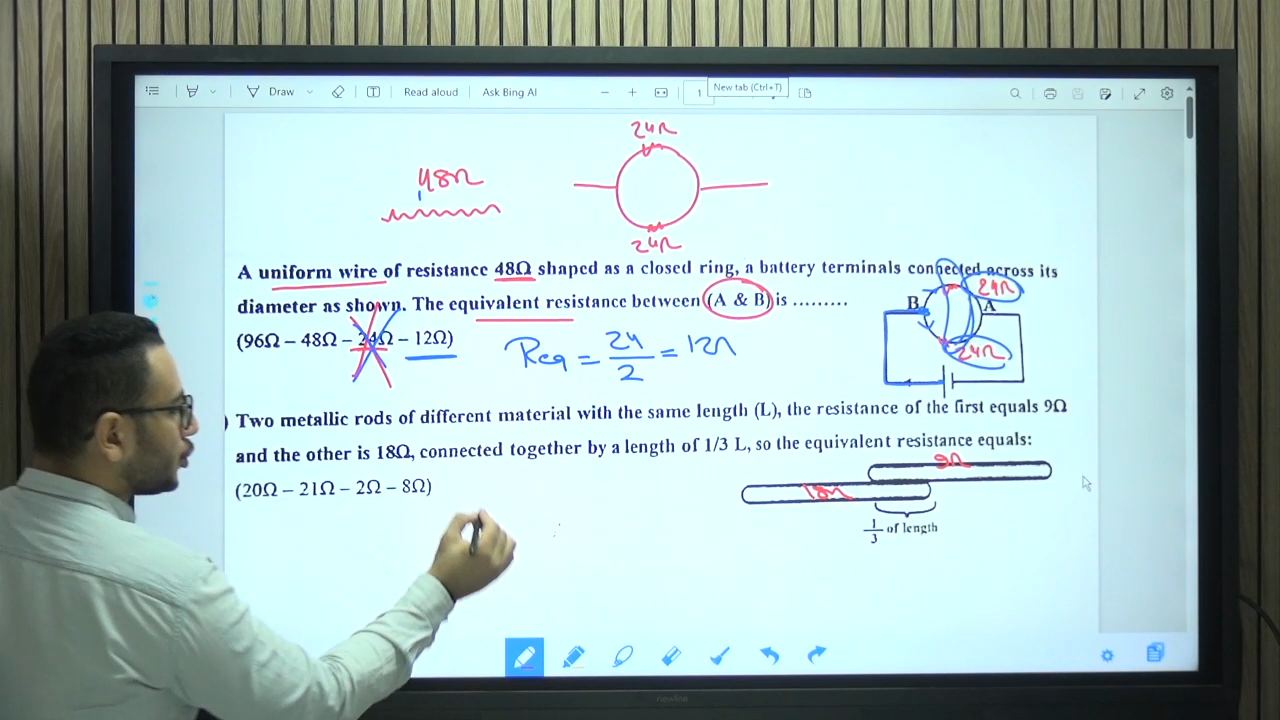 Draw
Read aloud
Ask Bing AI
1
New tab (Ctrl+T)
24Ω
48Ω
24Ω
A uniform wire of resistance 48Ω shaped as a closed ring, a battery terminals connected across its
diameter as shown. The equivalent resistance between (A & B) is .........
(96Ω – 48Ω – 24Ω – 12Ω)
Req = 24/2 = 12Ω
B
A
24Ω
24Ω
) Two metallic rods of different material with the same length (L), the resistance of the first equals 9Ω
and the other is 18Ω, connected together by a length of 1/3 L, so the equivalent resistance equals:
(20Ω – 21Ω – 2Ω – 8Ω)
9Ω
18Ω
1/3 of length
newline